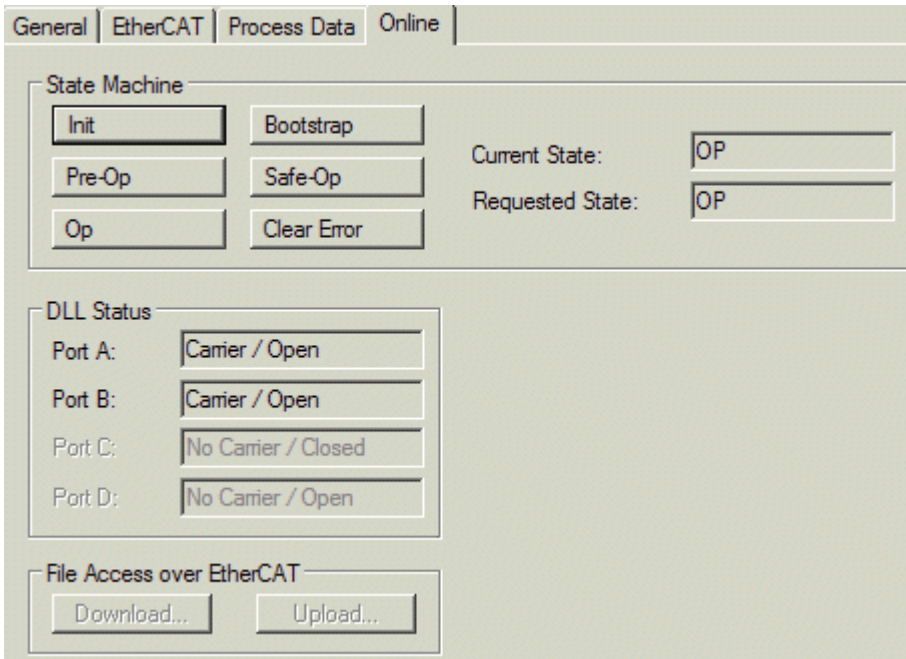 General EtherCAT Process Data Online
State Machine
Init Bootstrap
Current State: OP
Pre-Op Safe-Op
Requested State: OP
Op Clear Error
DLL Status
Port A: Carrier / Open
Port B: Carrier / Open
Port C: No Carrier / Closed
Port D: No Carrier / Open
File Access over EtherCAT
Download... Upload...